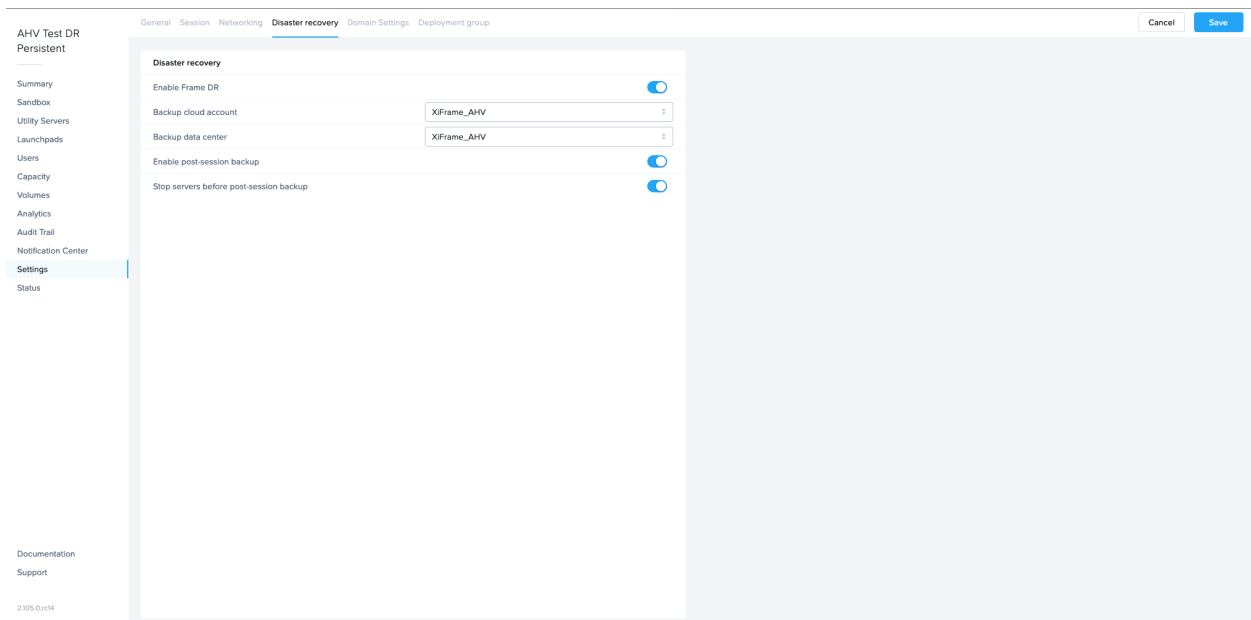 AHV Test DR
Persistent
Summary
Sandbox
Utility Servers
Launchpads
Users
Capacity
Volumes
Analytics
Audit Trail
Notification Center
Settings
Status
Documentation
Support
2.105.0.rc14
General Session Networking Disaster recovery Domain Settings Deployment group
Cancel Save
Disaster recovery
Enable Frame DR
Backup cloud account XiFrame_AHV
Backup data center XiFrame_AHV
Enable post-session backup
Stop servers before post-session backup